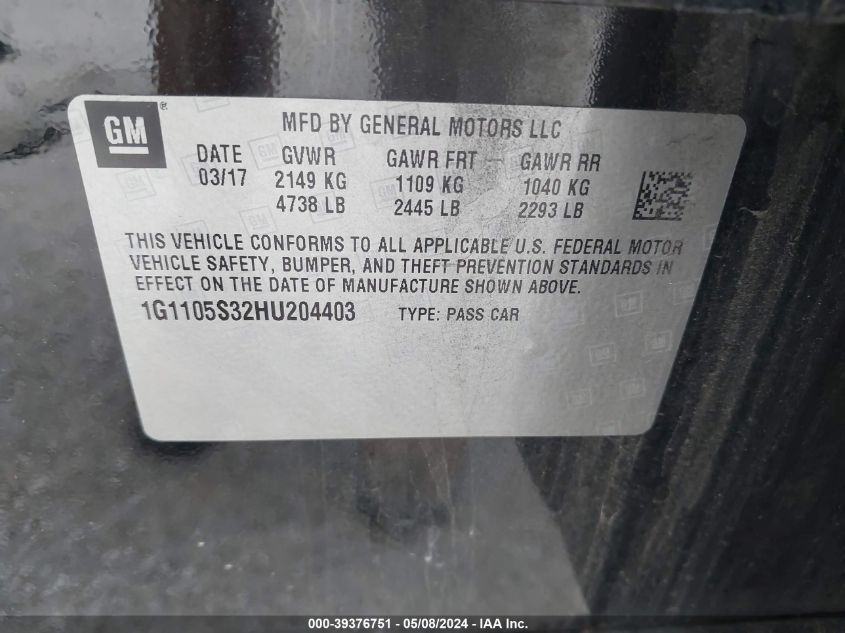 GM®
MFD BY GENERAL MOTORS LLC
DATE GVWR GAWR FRT GAWR RR
03/17 2149 KG 1109 KG 1040 KG
4738 LB 2445 LB 2293 LB
THIS VEHICLE CONFORMS TO ALL APPLICABLE U.S. FEDERAL MOTOR
VEHICLE SAFETY, BUMPER, AND THEFT PREVENTION STANDARDS IN
EFFECT ON THE DATE OF MANUFACTURE SHOWN ABOVE.
1G1105S32HU204403 TYPE: PASS CAR
000-39376751 - 05/08/2024 - IAA Inc.